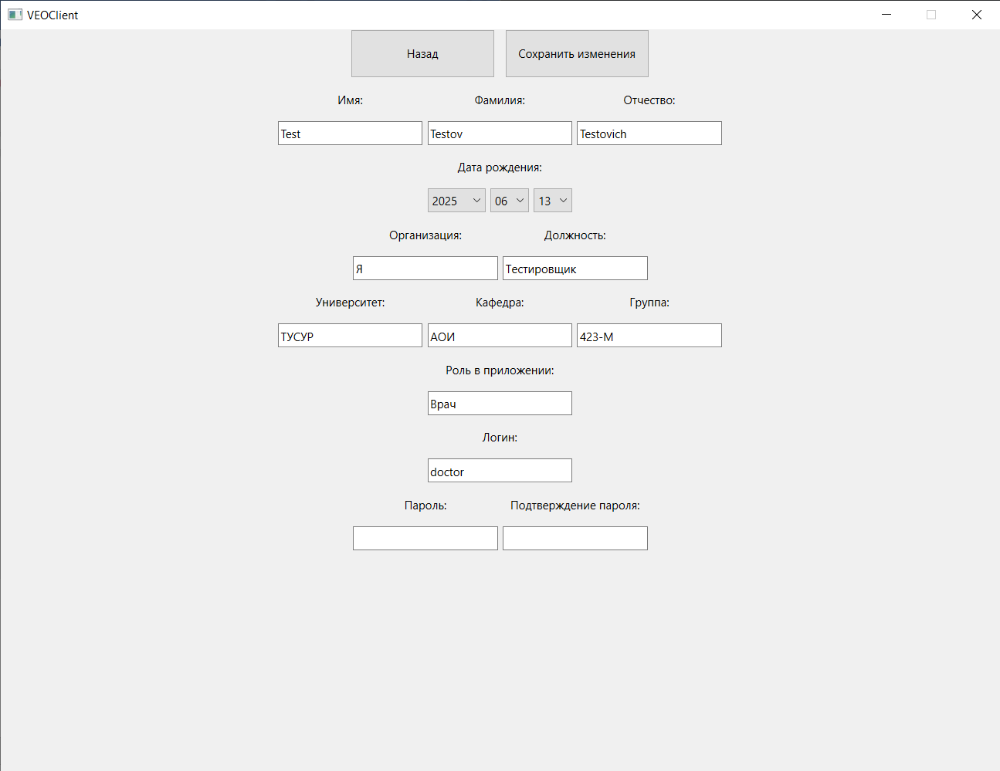 VEOClient
Назад Сохранить изменения
Имя: Фамилия: Отчество:
Test Testov Testovich
Дата рождения:
2025 06 13
Организация: Должность:
Я Тестировщик
Университет: Кафедра: Группа:
ТУСУР АОИ 423-М
Роль в приложении:
Врач
Логин:
doctor
Пароль: Подтверждение пароля: